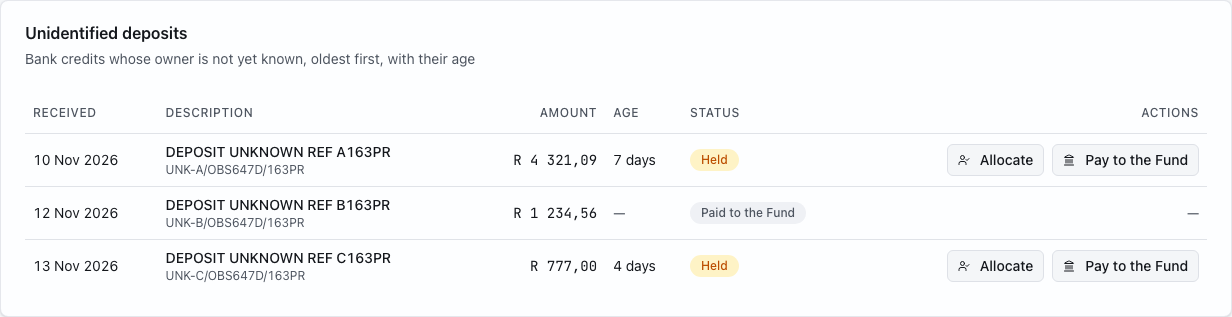 Unidentified deposits
Bank credits whose owner is not yet known, oldest first, with their age
RECEIVED DESCRIPTION AMOUNT AGE STATUS ACTIONS
10 Nov 2026 DEPOSIT UNKNOWN REF A163PR R 4 321,09 7 days Held Allocate Pay to the Fund
UNK-A/OBS647D/163PR
12 Nov 2026 DEPOSIT UNKNOWN REF B163PR R 1 234,56 — Paid to the Fund —
UNK-B/OBS647D/163PR
13 Nov 2026 DEPOSIT UNKNOWN REF C163PR R 777,00 4 days Held Allocate Pay to the Fund
UNK-C/OBS647D/163PR